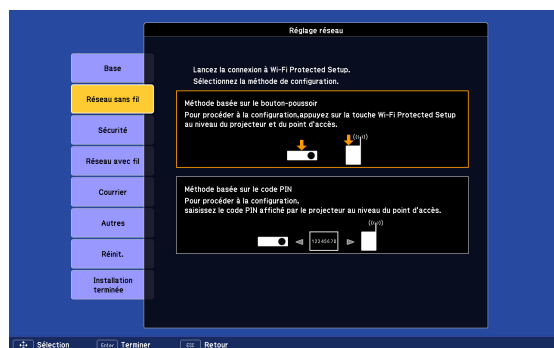 Réglage réseau
Base
Réseau sans fil
Sécurité
Réseau avec fil
Courrier
Autres
Réinit.
Installation
terminée
Lancez la connexion à Wi-Fi Protected Setup.
Sélectionnez la méthode de configuration.
Méthode basée sur le bouton-poussoir
Pour procéder à la configuration,appuyez sur la touche Wi-Fi Protected Setup
au niveau du projecteur et du point d'accès.
Méthode basée sur le code PIN
Pour procéder à la configuration,
saisissez le code PIN affiché par le projecteur au niveau du point d'accès.
12245678
Sélection
Enter Terminer
ESC Retour